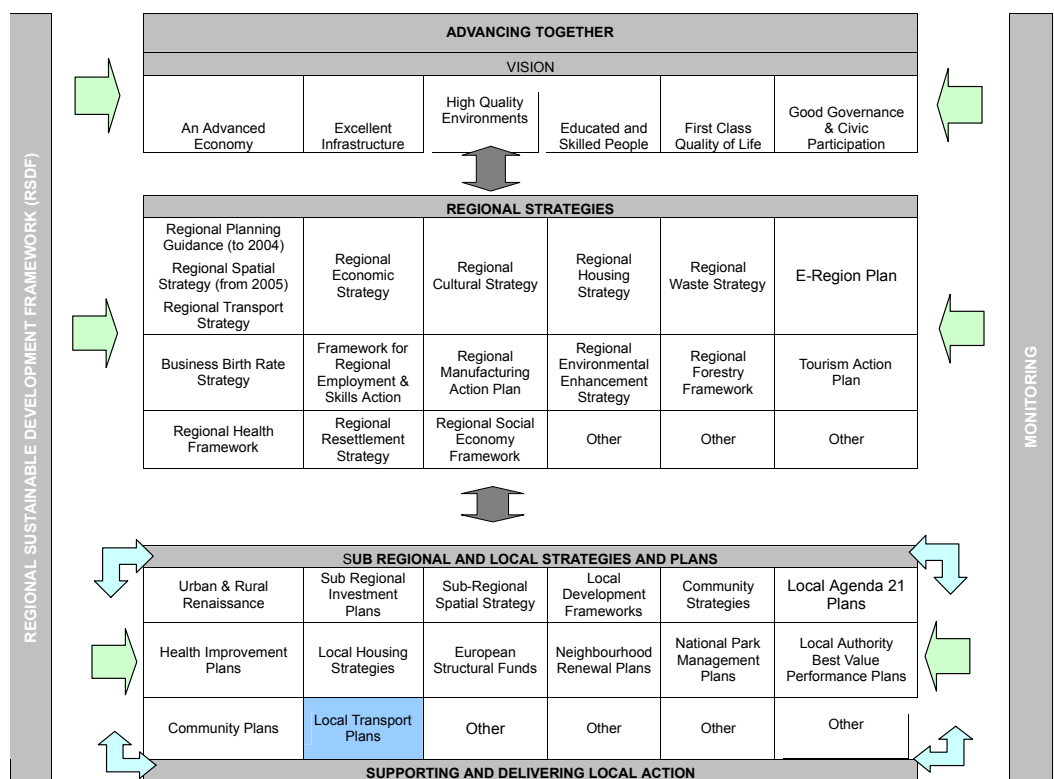 REGIONAL SUSTAINABLE DEVELOPMENT FRAMEWORK (RSDF)
ADVANCING TOGETHER
VISION
An Advanced
Economy
Excellent
Infrastructure
High Quality
Environments
Educated and
Skilled People
First Class
Quality of Life
Good Governance
& Civic
Participation
REGIONAL STRATEGIES
Regional Planning
Guidance (to 2004)
Regional Spatial
Strategy (from 2005)
Regional Transport
Strategy
Regional
Economic
Strategy
Regional
Cultural Strategy
Regional
Housing
Strategy
Regional
Waste Strategy
E-Region Plan
Business Birth Rate
Strategy
Framework for
Regional
Employment &
Skills Action
Regional
Manufacturing
Action Plan
Regional
Environmental
Enhancement
Strategy
Regional
Forestry
Framework
Tourism Action
Plan
Regional Health
Framework
Regional
Resettlement
Strategy
Regional Social
Economy
Framework
Other
Other
Other
SUB REGIONAL AND LOCAL STRATEGIES AND PLANS
Urban & Rural
Renaissance
Sub Regional
Investment
Plans
Sub-Regional
Spatial Strategy
Local
Development
Frameworks
Community
Strategies
Local Agenda 21
Plans
Health Improvement
Plans
Local Housing
Strategies
European
Structural Funds
Neighbourhood
Renewal Plans
National Park
Management
Plans
Local Authority
Best Value
Performance Plans
Community Plans
Local Transport
Plans
Other
Other
Other
Other
SUPPORTING AND DELIVERING LOCAL ACTION
MONITORING